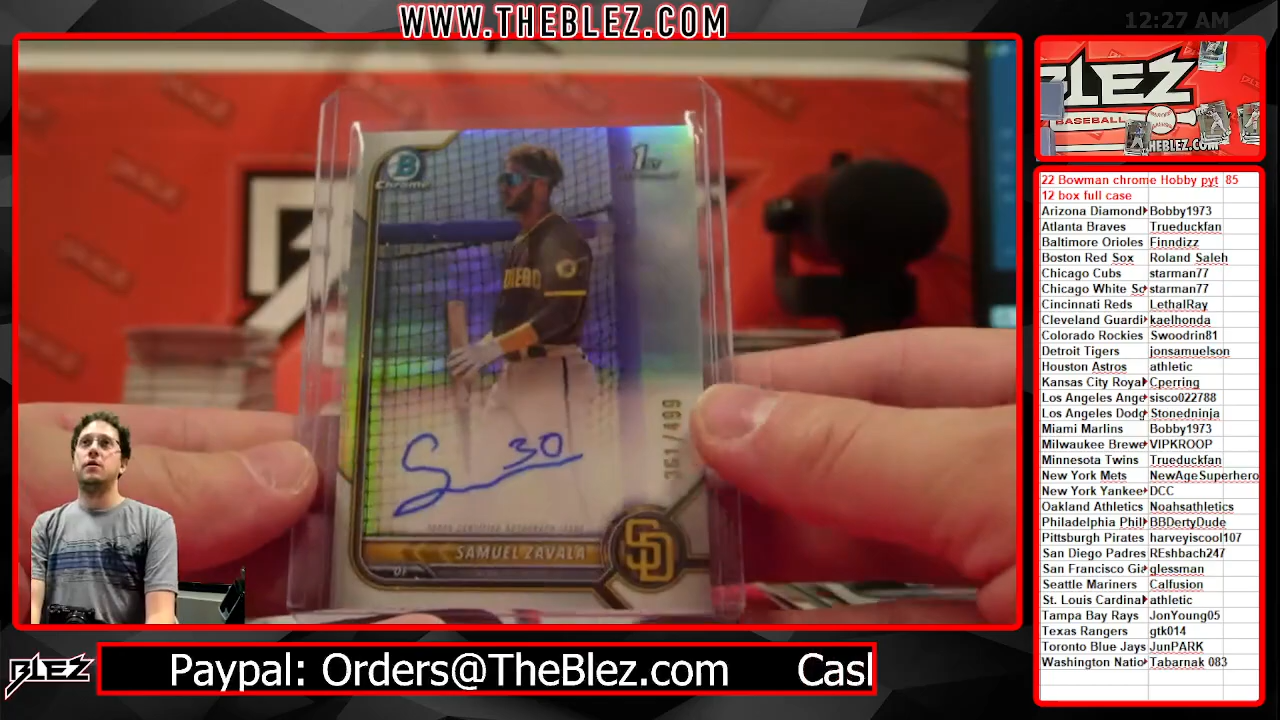 WWW.THEBLEZ.COM
12:27 AM
B
Chrome
1ST
DIEGO
361/499
S 30
SAMUEL ZAVALA
OF
SD
BLEZ
BASEBALL
THEBLEZ.COM
22 Bowman chrome Hobby pyt 85
12 box full case
Arizona Diamond Bobby1973
Atlanta Braves Trueduckfan
Baltimore Orioles Finndizz
Boston Red Sox Roland Saleh
Chicago Cubs starman77
Chicago White So starman77
Cincinnati Reds LethalRay
Cleveland Guardi kaelhonda
Colorado Rockies Swoodrin81
Detroit Tigers jonsamuelson
Houston Astros athletic
Kansas City Royal Cperring
Los Angeles Ange sisco022788
Los Angeles Dodg Stonedninja
Miami Marlins Bobby1973
Milwaukee Brewe VIPKROOP
Minnesota Twins Trueduckfan
New York Mets NewAgeSuperhero
New York Yankee DCC
Oakland Athletics Noahsathletics
Philadelphia Phil BBDertyDude
Pittsburgh Pirates harveyiscool107
San Diego Padres REshbach247
San Francisco Gia glessman
Seattle Mariners Calfusion
St. Louis Cardinal athletic
Tampa Bay Rays JonYoung05
Texas Rangers gtk014
Toronto Blue Jays JunPARK
Washington Natio Tabarnak 083
BLEZ
Paypal: Orders@TheBlez.com Casl